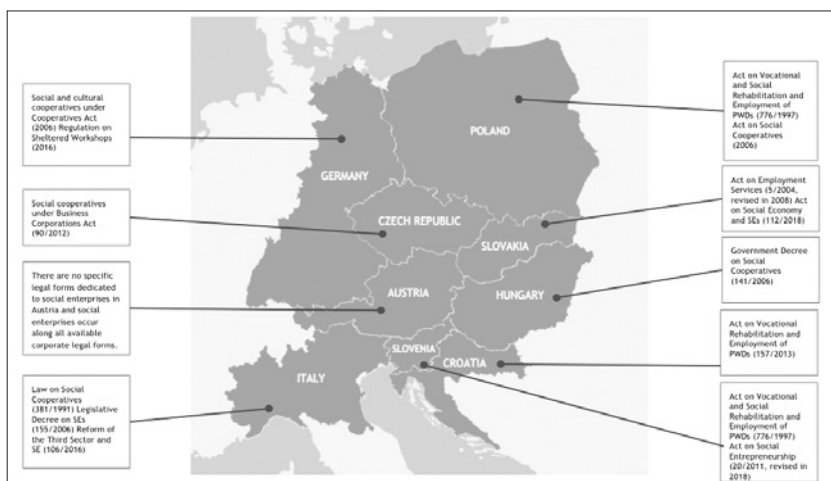 Social and cultural
cooperatives under
Cooperatives Act
(2006) Regulation on
Sheltered Workshops
(2016)
Social cooperatives
under Business
Corporations Act
(90/2012)
There are no specific
legal forms dedicated
to social enterprises in
Austria and social
enterprises occur
along all available
corporate legal forms.
Law on Social
Cooperatives
(381/1991) Legislative
Decree on SEs
(155/2006) Reform of
the Third Sector and
SE (106/2016)
POLAND
GERMANY
CZECH REPUBLIC
SLOVAKIA
AUSTRIA
HUNGARY
SLOVENIA
CROATIA
ITALY
Act on Vocational
and Social
Rehabilitation and
Employment of
PWDs (776/1997)
Act on Social
Cooperatives
(2006)
Act on Employment
Services (5/2004,
revised in 2008) Act
on Social Economy
and SEs (112/2018)
Government Decree
on Social
Cooperatives
(141/2006)
Act on Vocational
Rehabilitation and
Employment of
PWDs (157/2013)
Act on Vocational
and Social
Rehabilitation and
Employment of
PWDs (776/1997)
Act on Social
Entrepreneurship
(20/2011, revised in
2018)